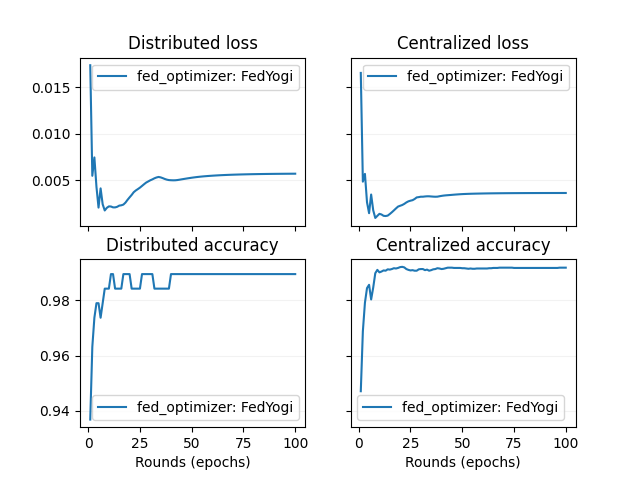 Distributed loss
Centralized loss
fed_optimizer: FedYogi
fed_optimizer: FedYogi
0.015
0.010
0.005
Distributed accuracy
Centralized accuracy
0.98
0.96
0.94
fed_optimizer: FedYogi
fed_optimizer: FedYogi
0 25 50 75 100
0 25 50 75 100
Rounds (epochs)
Rounds (epochs)